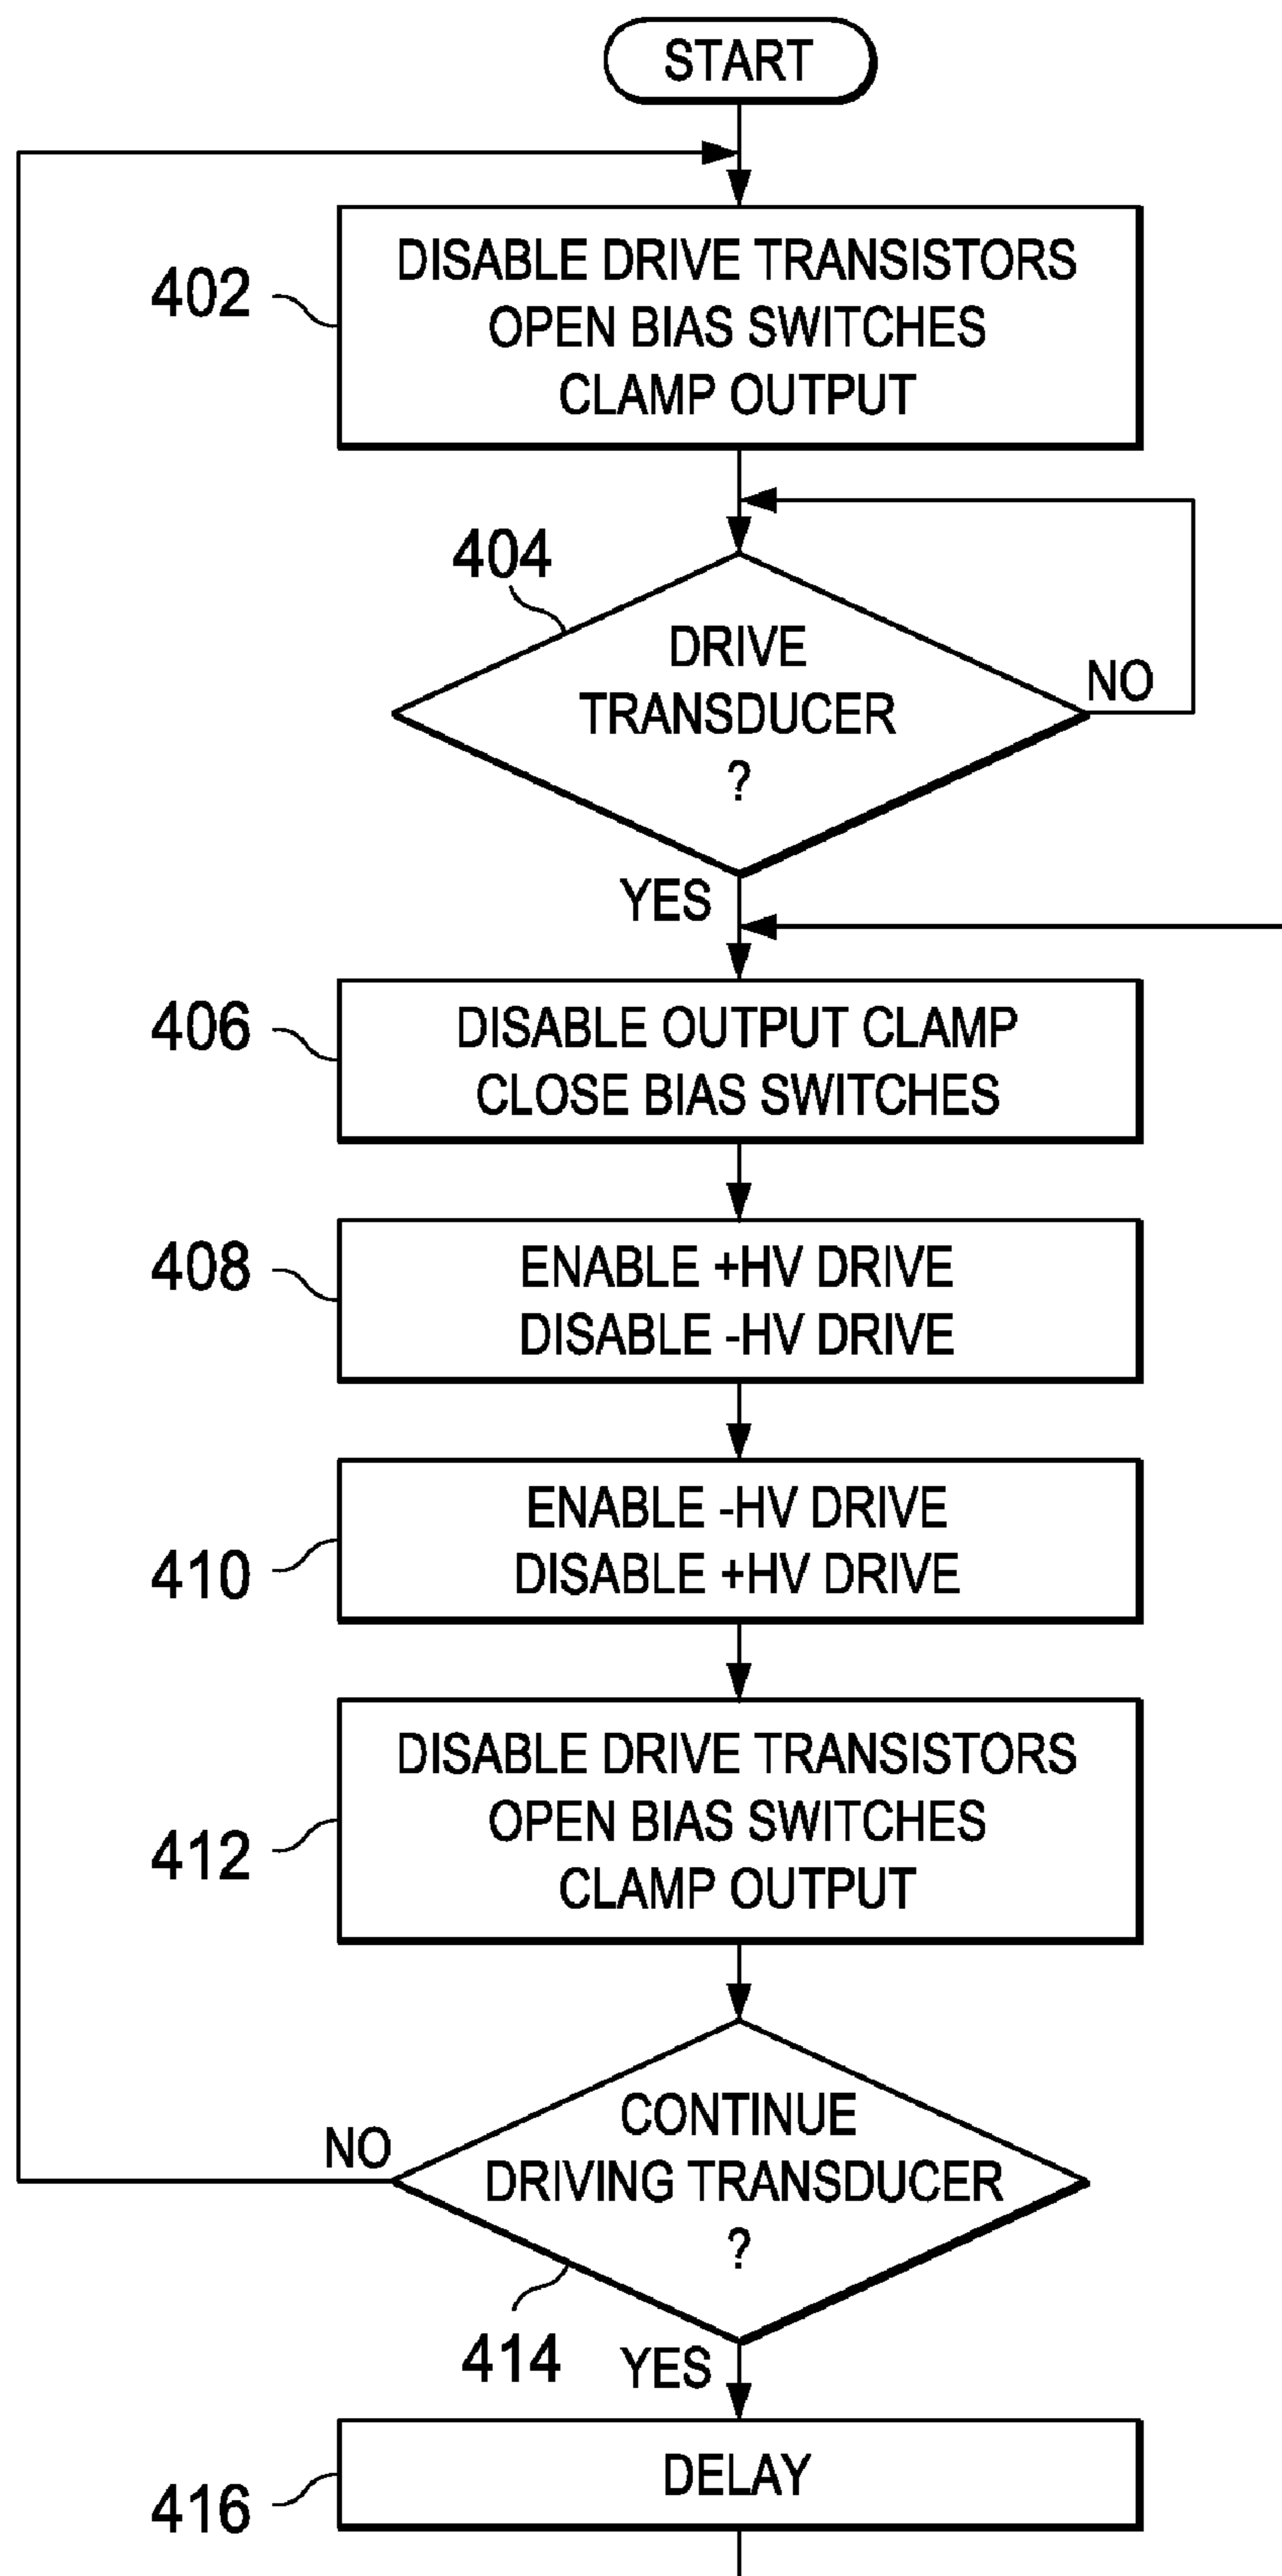 START
402
DISABLE DRIVE TRANSISTORS
OPEN BIAS SWITCHES
CLAMP OUTPUT
404
DRIVE
TRANSDUCER
?
NO
YES
406
DISABLE OUTPUT CLAMP
CLOSE BIAS SWITCHES
408
ENABLE +HV DRIVE
DISABLE -HV DRIVE
410
ENABLE -HV DRIVE
DISABLE +HV DRIVE
412
DISABLE DRIVE TRANSISTORS
OPEN BIAS SWITCHES
CLAMP OUTPUT
CONTINUE
DRIVING TRANSDUCER
?
NO
414
YES
416
DELAY